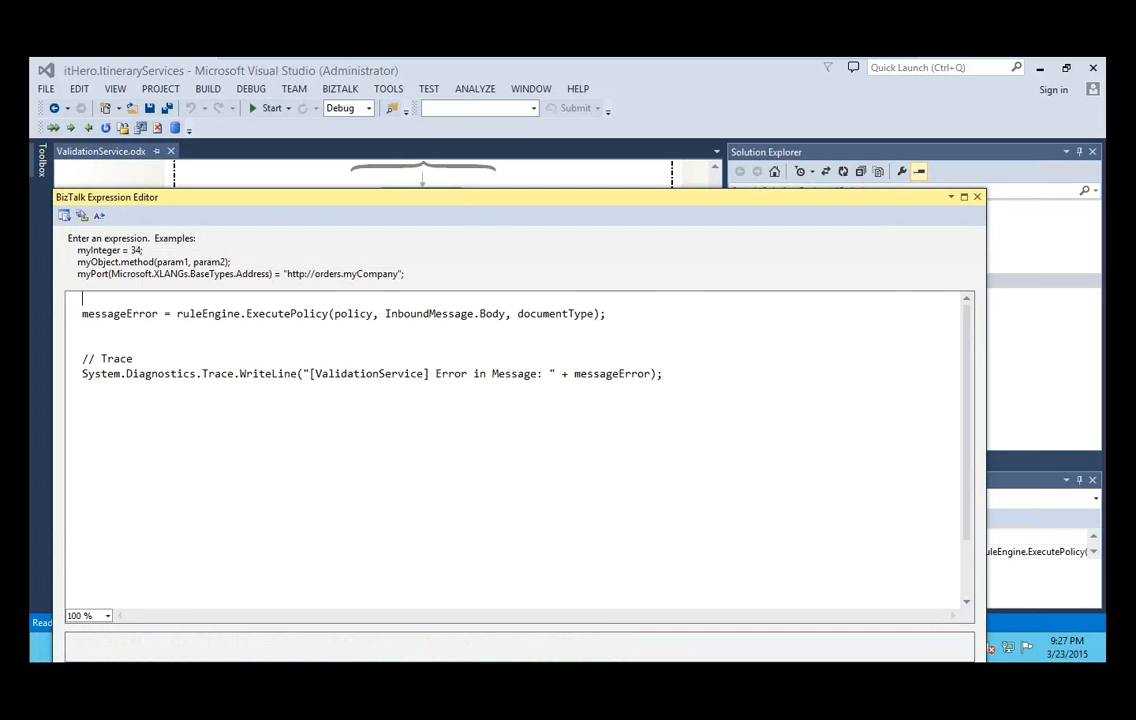 itHero.ItineraryServices - Microsoft Visual Studio (Administrator)
Quick Launch (Ctrl+Q)
FILE EDIT VIEW PROJECT BUILD DEBUG TEAM BIZTALK TOOLS TEST ANALYZE WINDOW HELP
Sign in
Start Debug Submit
Toolbox
ValidationService.odx
Solution Explorer
BizTalk Expression Editor
Enter an expression. Examples:
myInteger = 34;
myObject.method(param1, param2);
myPort(Microsoft.XLANGs.BaseTypes.Address) = "http://orders.myCompany";
messageError = ruleEngine.ExecutePolicy(policy, InboundMessage.Body, documentType);
// Trace
System.Diagnostics.Trace.WriteLine("[ValidationService] Error in Message: " + messageError);
uleEngine.ExecutePolicy(
100 %
Read
9:27 PM
3/23/2015